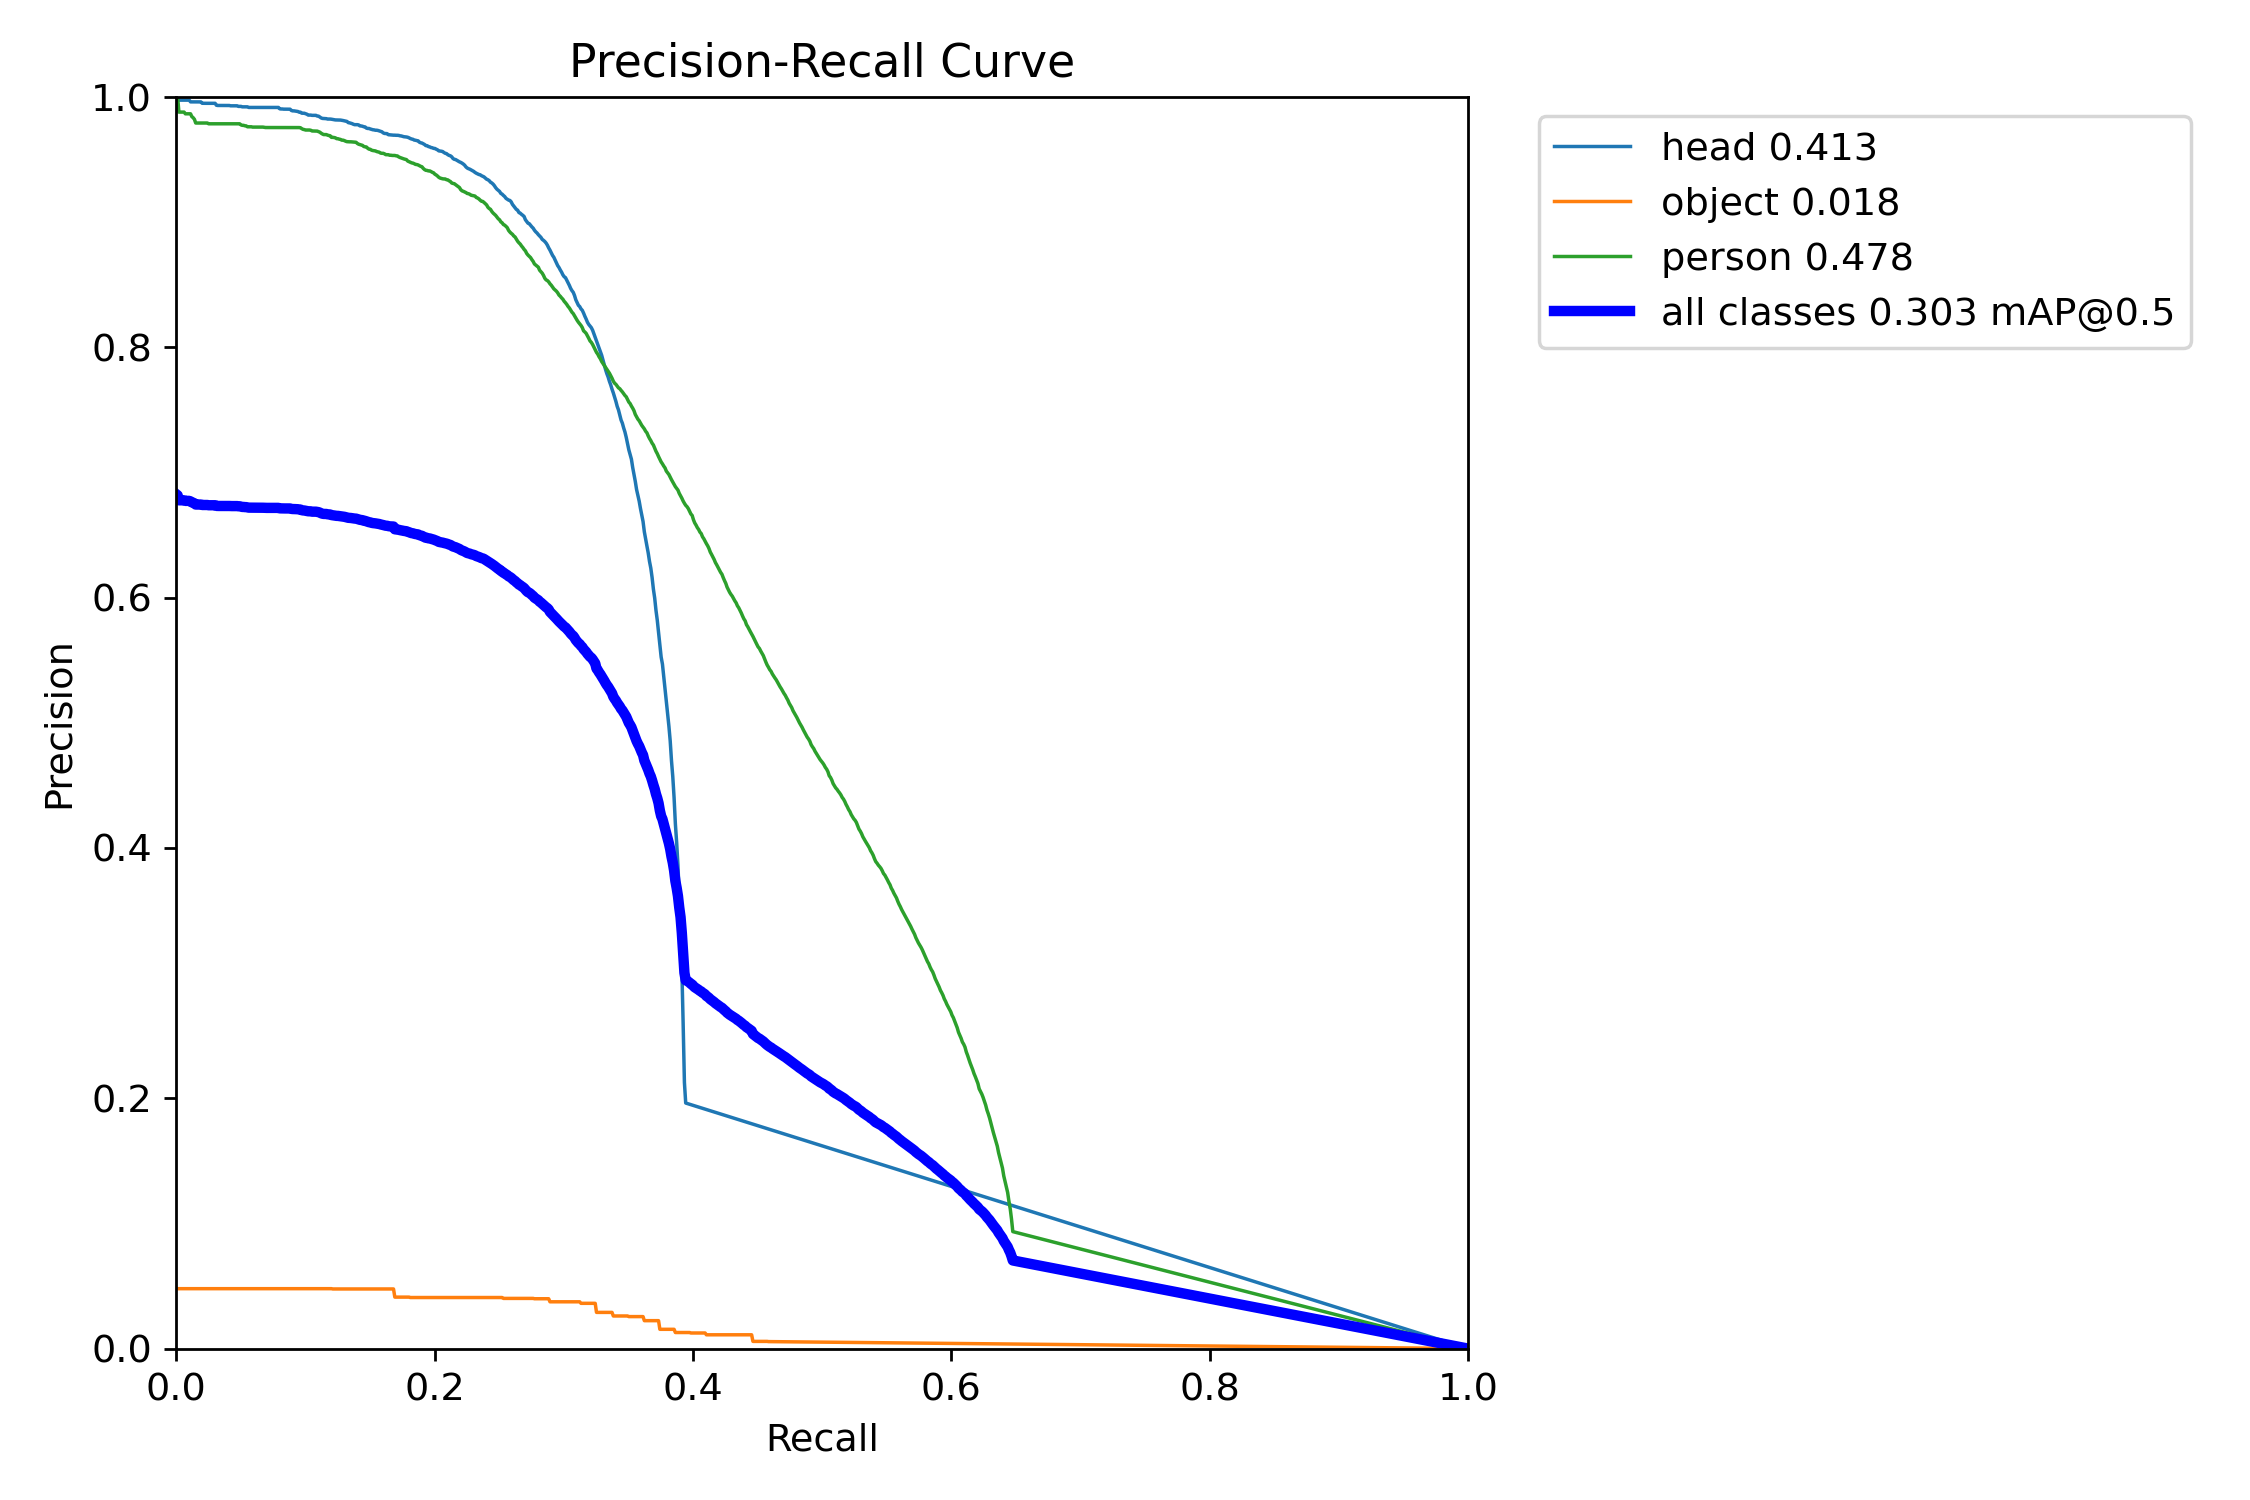 Precision-Recall Curve
1.0
0.8
0.6
0.4
0.2
0.0
Precision
0.0 0.2 0.4 0.6 0.8 1.0
Recall
head 0.413
object 0.018
person 0.478
all classes 0.303 mAP@0.5